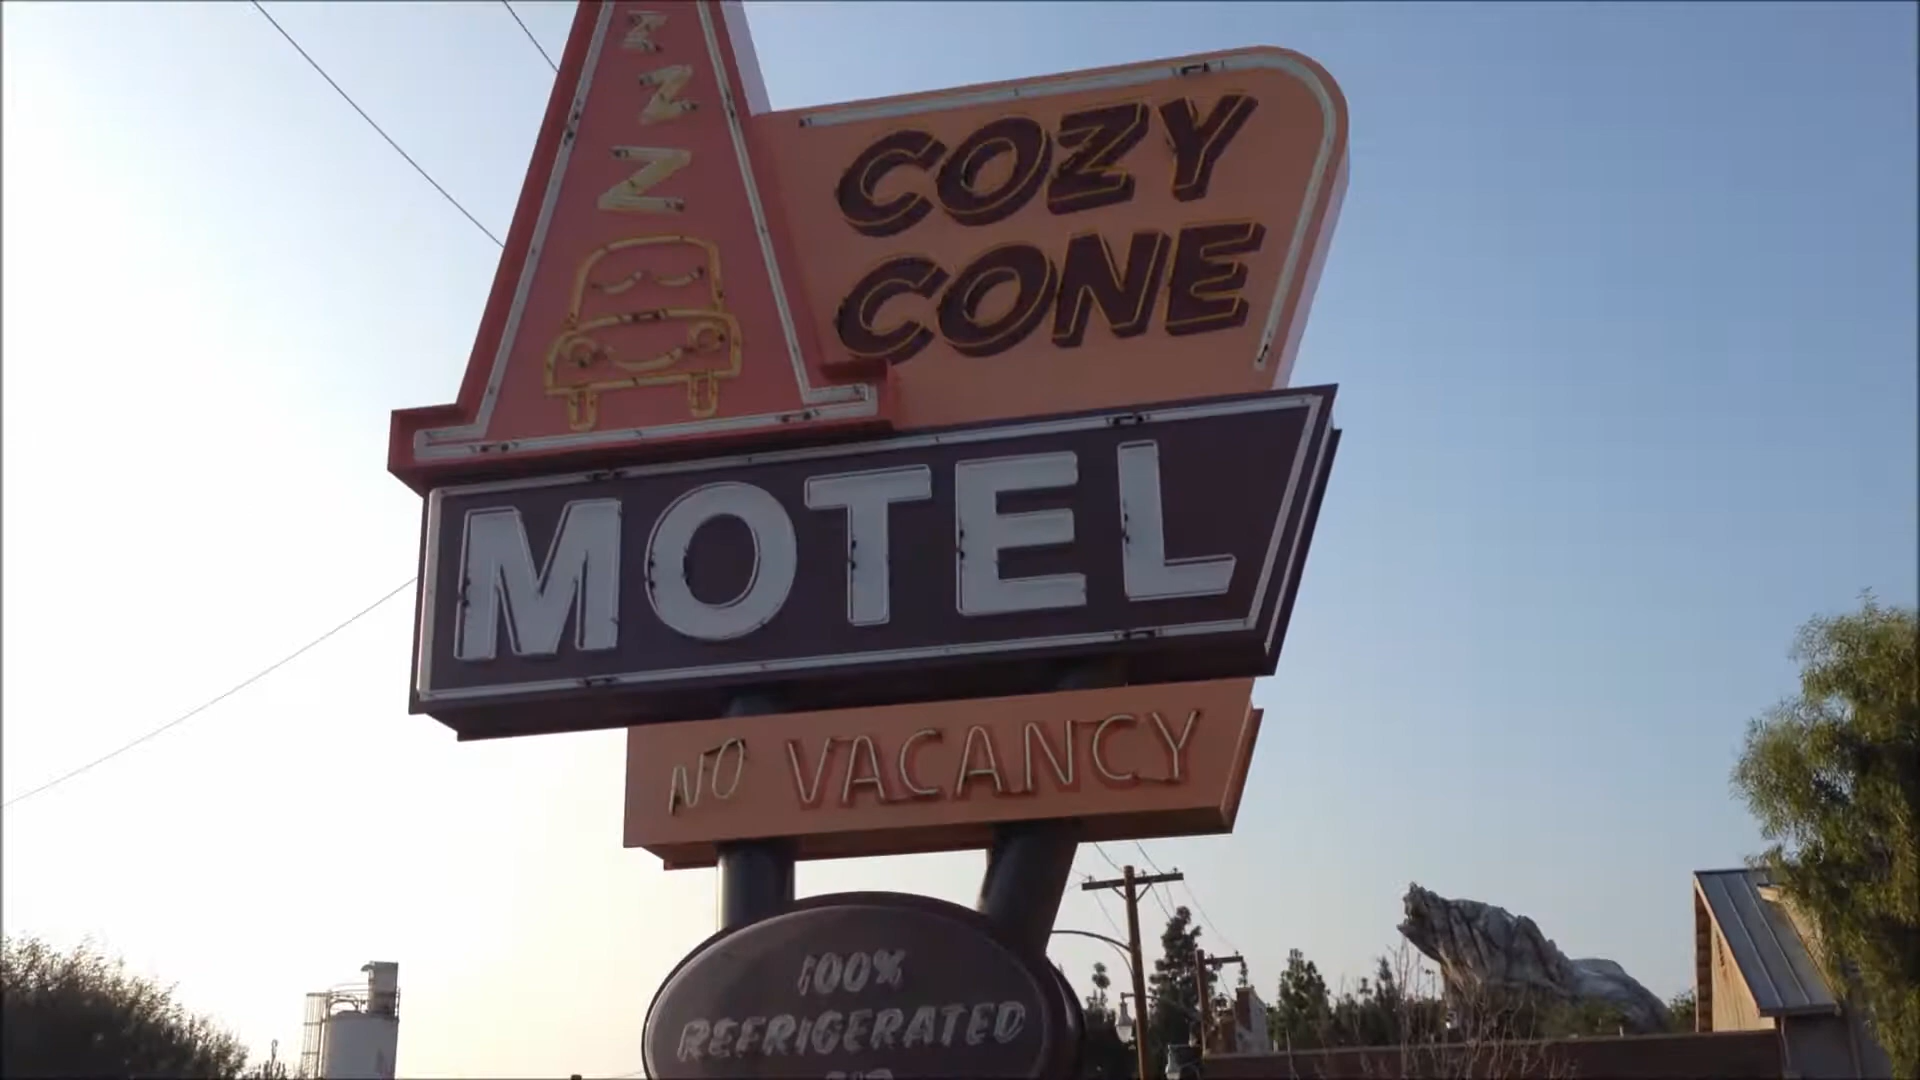 Z
Z
Z
COZY
CONE
MOTEL
NO VACANCY
100%
REFRIGERATED